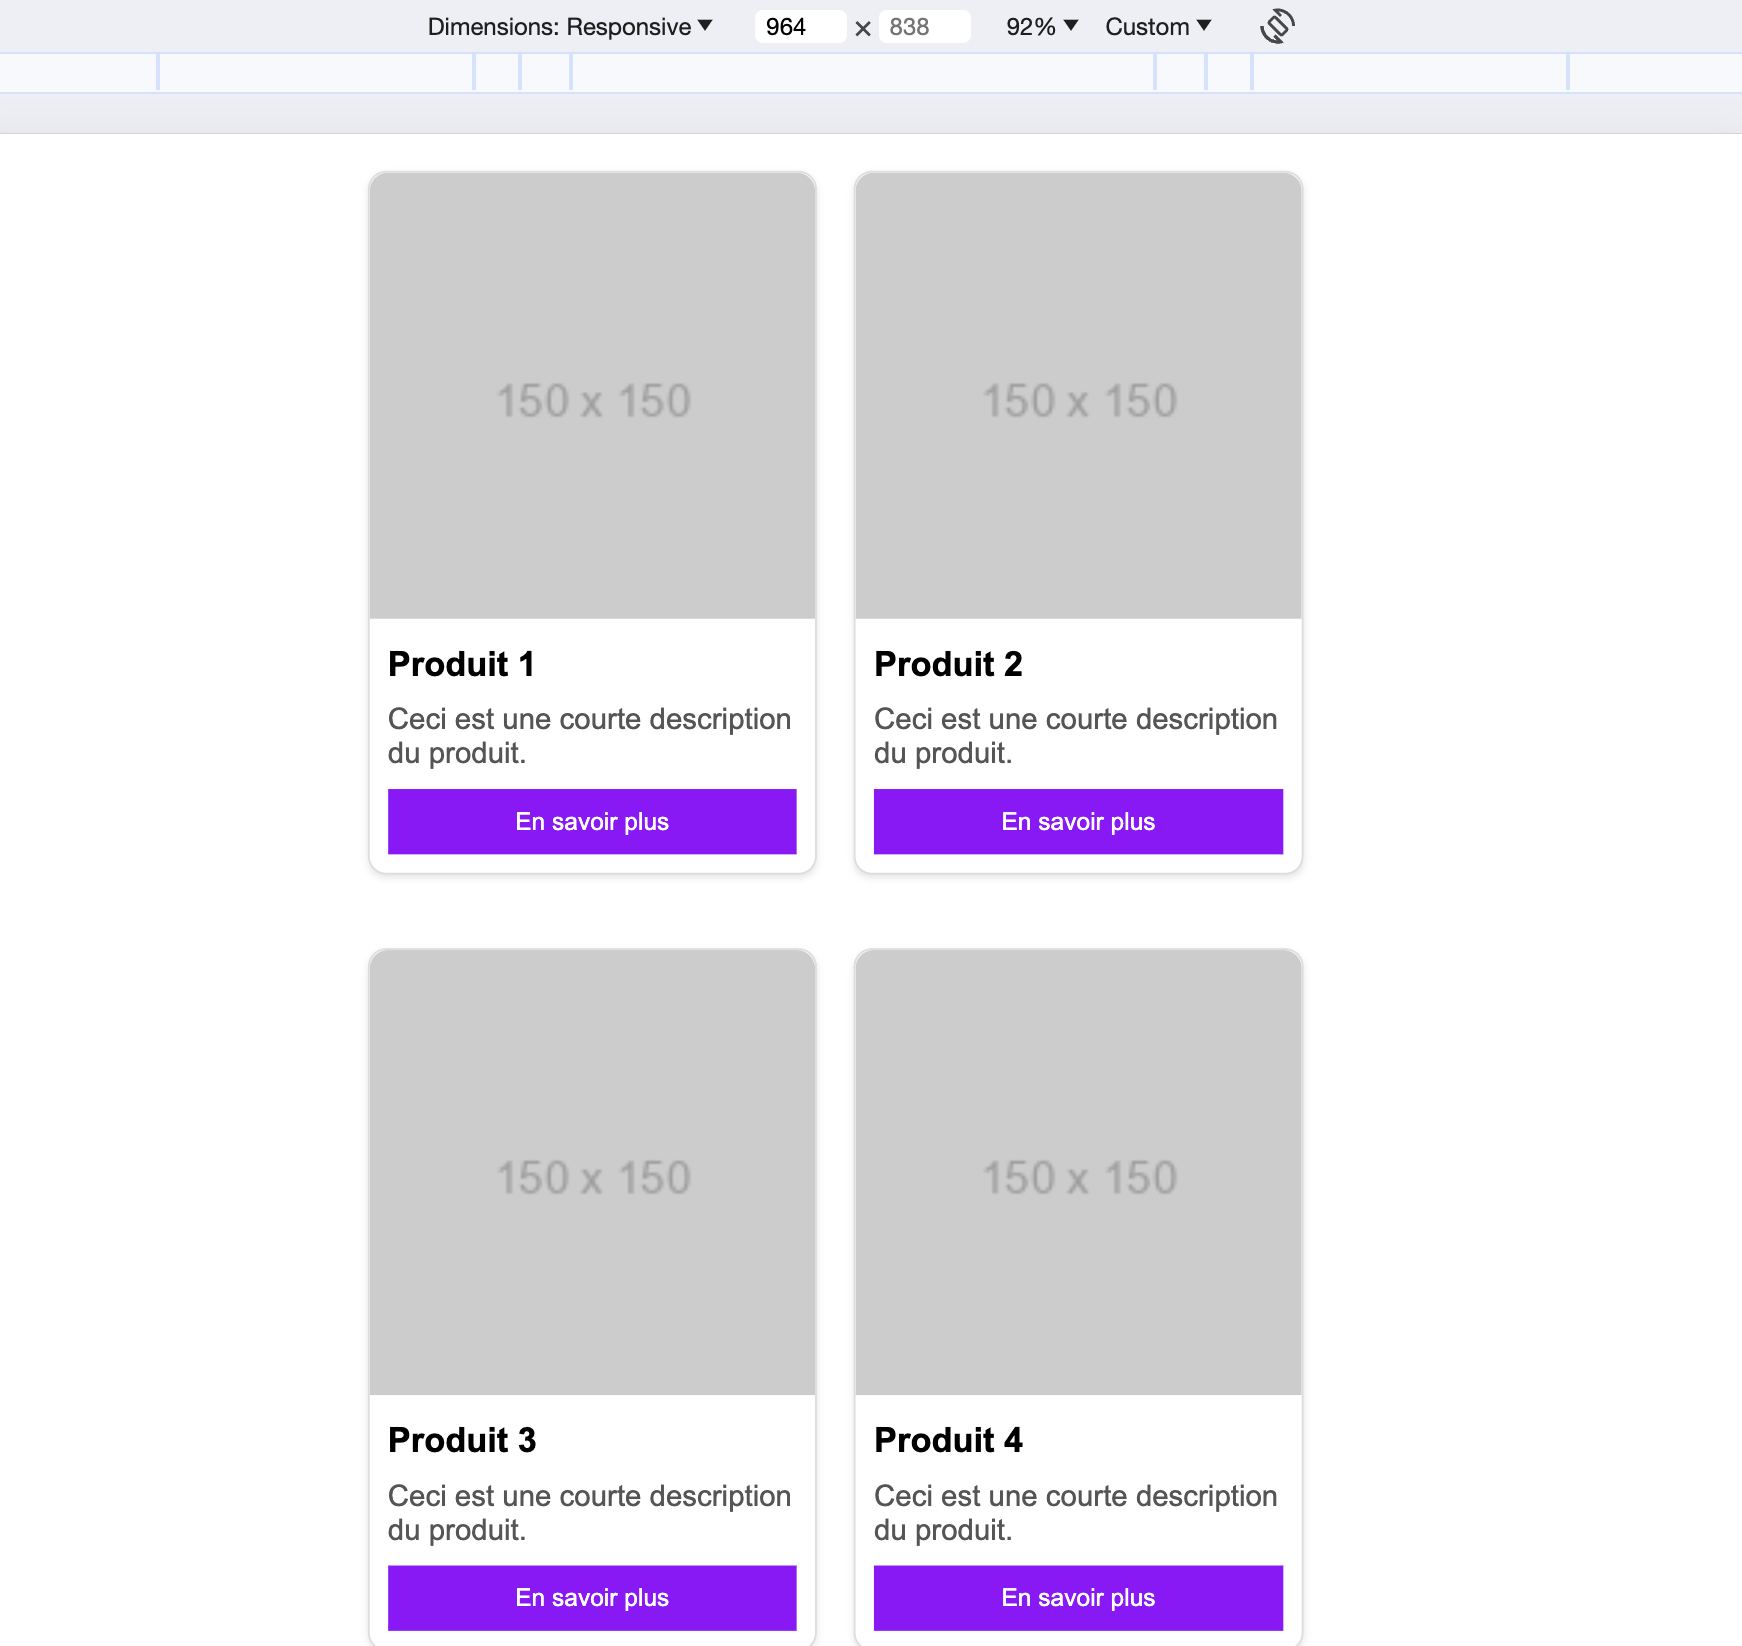 Dimensions: Responsive 964 × 838 92% Custom
150 x 150 150 x 150
Produit 1 Produit 2
Ceci est une courte description Ceci est une courte description
du produit. du produit.
En savoir plus En savoir plus
150 x 150 150 x 150
Produit 3 Produit 4
Ceci est une courte description Ceci est une courte description
du produit. du produit.
En savoir plus En savoir plus